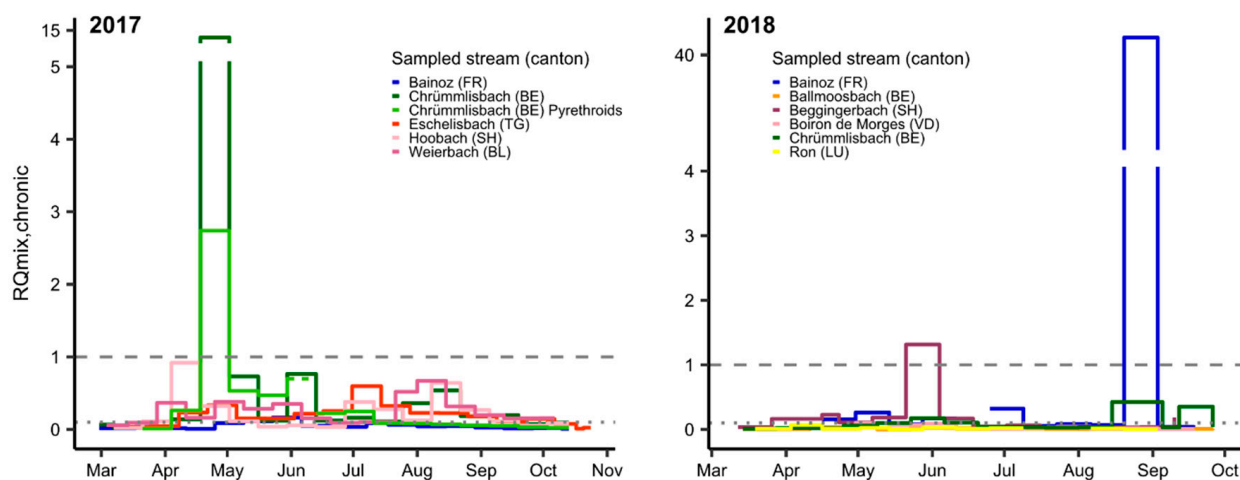 2017
Sampled stream (canton)
Bainoz (FR)
Chrümmlisbach (BE)
Chrümmlisbach (BE) Pyrethroids
Eschelisbach (TG)
Hoobach (SH)
Weierbach (BL)
RQmix,chronic
15
5
4
3
2
1
0
Mar Apr May Jun Jul Aug Sep Oct Nov
2018
Sampled stream (canton)
Bainoz (FR)
Ballmoosbach (BE)
Beggingerbach (SH)
Boiron de Morges (VD)
Chrümmlisbach (BE)
Ron (LU)
40
4
3
2
1
0
Mar Apr May Jun Jul Aug Sep Oct